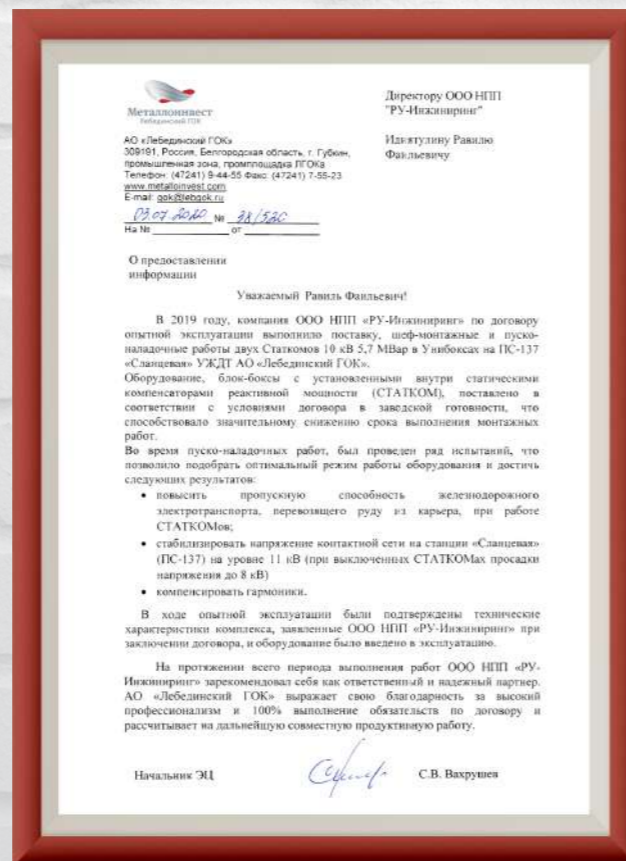 Металлоинвест
Лебединский ГОК
АО «Лебединский ГОК»
309191, Россия, Белгородская область, г. Губкин,
промышленная зона, промплощадка ЛГОКа
Телефон: (47241) 9-44-55 Факс: (47241) 7-55-23
www.metalloinvest.com
E-mail: gok@lebgok.ru
03.07.2020 № 38/520
На № от
Директору ООО НПП
"РУ-Инжиниринг"
Идиятулину Равилю
Фаильевичу
О предоставлении
информации
Уважаемый Равиль Фаильевич!
В 2019 году, компания ООО НПП «РУ-Инжиниринг» по договору
опытной эксплуатации выполнило поставку, шеф-монтажные и пуско-
наладочные работы двух Статкомов 10 кВ 5,7 МВар в Унибоксах на ПС-137
«Сланцевая» УЖДТ АО «Лебединский ГОК».
Оборудование, блок-боксы с установленными внутри статическими
компенсаторами реактивной мощности (СТАТКОМ), поставлено в
соответствии с условиями договора в заводской готовности, что
способствовало значительному снижению срока выполнения монтажных
работ.
Во время пуско-наладочных работ, был проведен ряд испытаний, что
позволило подобрать оптимальный режим работы оборудования и достичь
следующих результатов:
• повысить пропускную способность железнодорожного
электротранспорта, перевозящего руду из карьера, при работе
СТАТКОМов;
• стабилизировать напряжение контактной сети на станции «Сланцевая»
(ПС-137) на уровне 11 кВ (при выключенных СТАТКОМах просадки
напряжения до 8 кВ)
• компенсировать гармоники.
В ходе опытной эксплуатации были подтверждены технические
характеристики комплекса, заявленные ООО НПП «РУ-Инжиниринг» при
заключении договора, и оборудование было введено в эксплуатацию.
На протяжении всего периода выполнения работ ООО НПП «РУ-
Инжиниринг» зарекомендовал себя как ответственный и надежный партнер.
АО «Лебединский ГОК» выражает свою благодарность за высокий
профессионализм и 100% выполнение обязательств по договору и
рассчитывает на дальнейшую совместную продуктивную работу.
Начальник ЭЦ С.В. Вахрушев